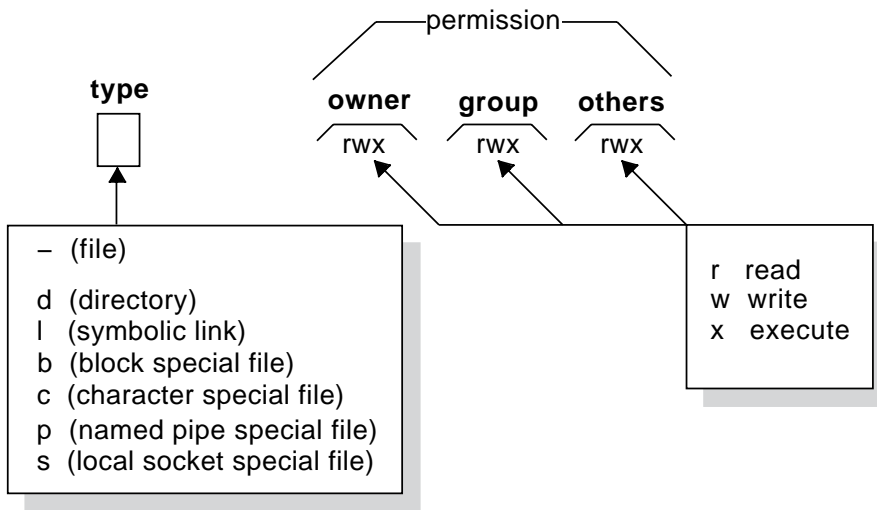 permission
type
owner group others
rwx rwx rwx
– (file)
d (directory)
l (symbolic link)
b (block special file)
c (character special file)
p (named pipe special file)
s (local socket special file)
r read
w write
x execute